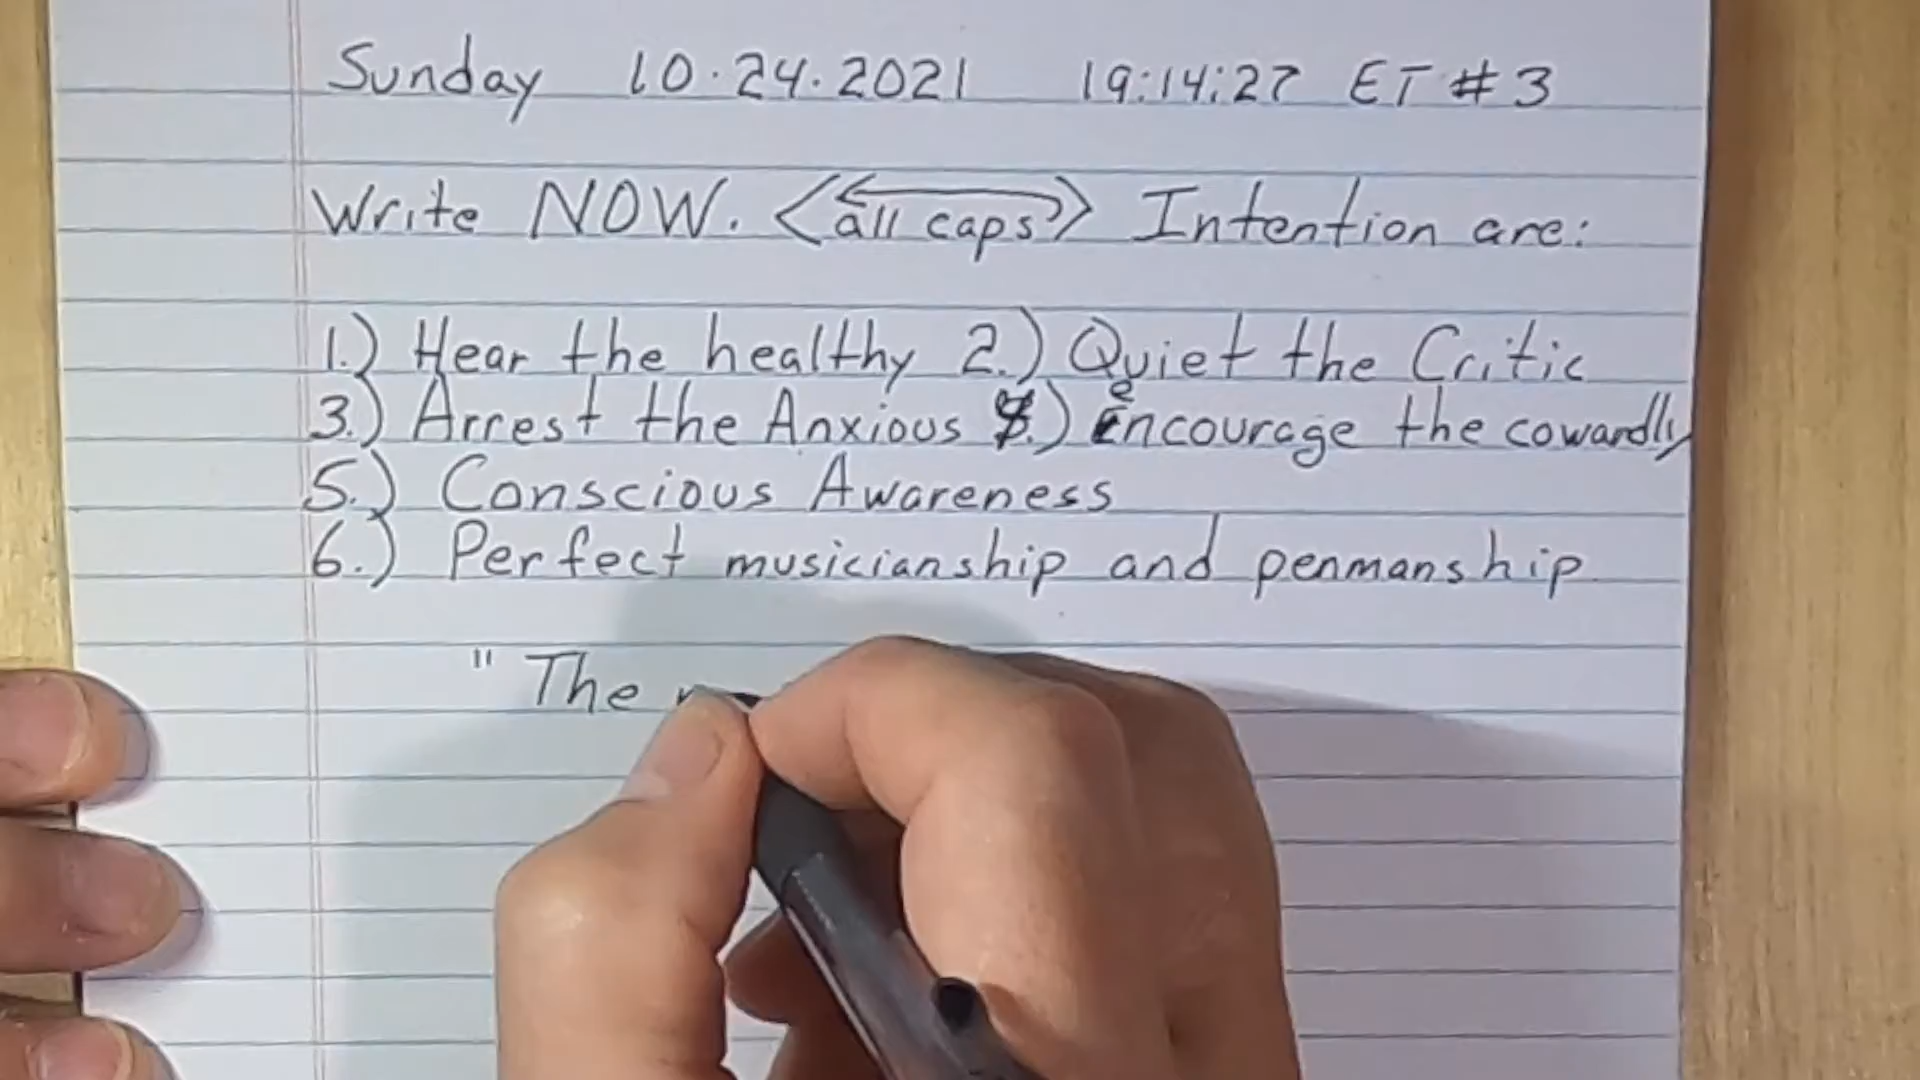 Sunday 10.24.2021 19:14:27 ET #3
Write NOW. <all caps> Intention are:
1.) Hear the healthy 2.) Quiet the Critic
3.) Arrest the Anxious 4.) Encourage the cowardly
5.) Conscious Awareness
6.) Perfect musicianship and penmanship
" The